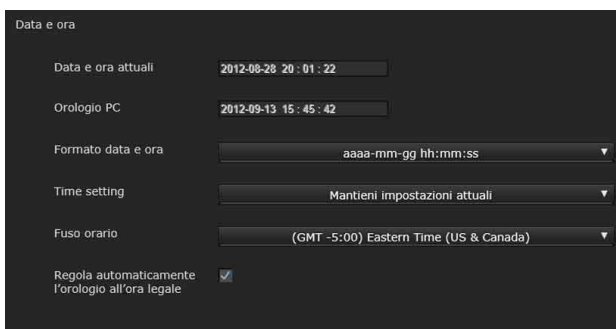 Data e ora
Data e ora attuali 2012-08-28 20 : 01 : 22
Orologio PC 2012-09-13 15 : 45 : 42
Formato data e ora aaaa-mm-gg hh:mm:ss
Time setting Mantieni impostazioni attuali
Fuso orario (GMT -5:00) Eastern Time (US & Canada)
Regola automaticamente
l'orologio all'ora legale